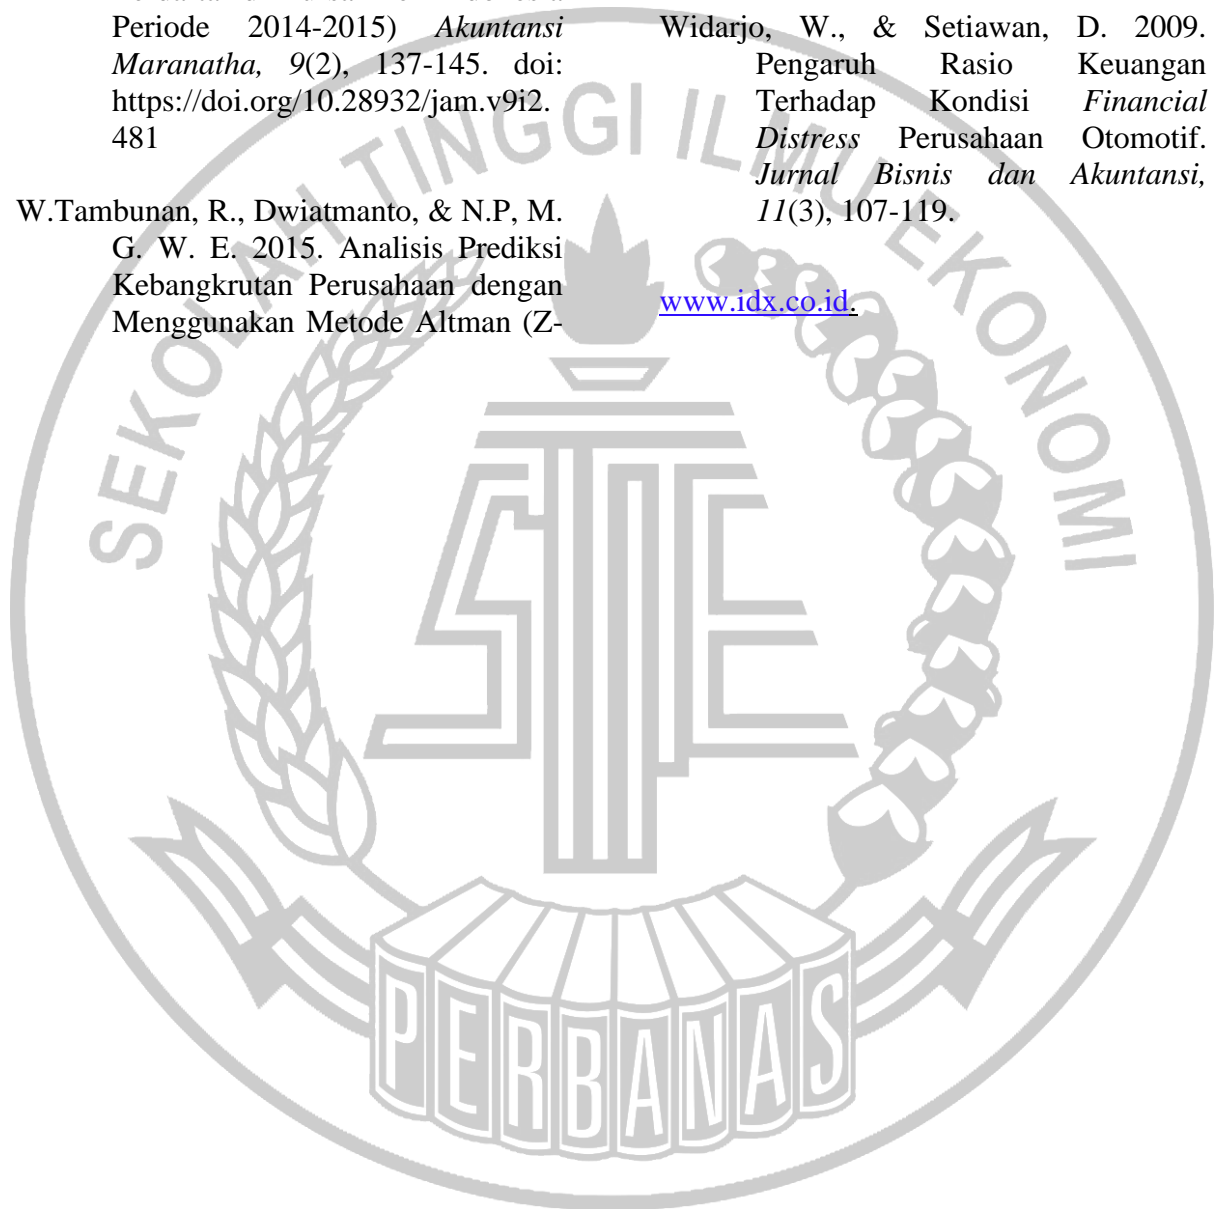 Periode 2014-2015) Akuntansi
Maranatha, 9(2), 137-145. doi:
https://doi.org/10.28932/jam.v9i2.
481
W.Tambunan, R., Dwiatmanto, & N.P, M.
G. W. E. 2015. Analisis Prediksi
Kebangkrutan Perusahaan dengan
Menggunakan Metode Altman (Z-
Widarjo, W., & Setiawan, D. 2009.
Pengaruh Rasio Keuangan
Terhadap Kondisi Financial
Distress Perusahaan Otomotif.
Jurnal Bisnis dan Akuntansi,
11(3), 107-119.
www.idx.co.id.
SEKOLAH TINGGI ILMU EKONOMI
STIE
PERBANAS